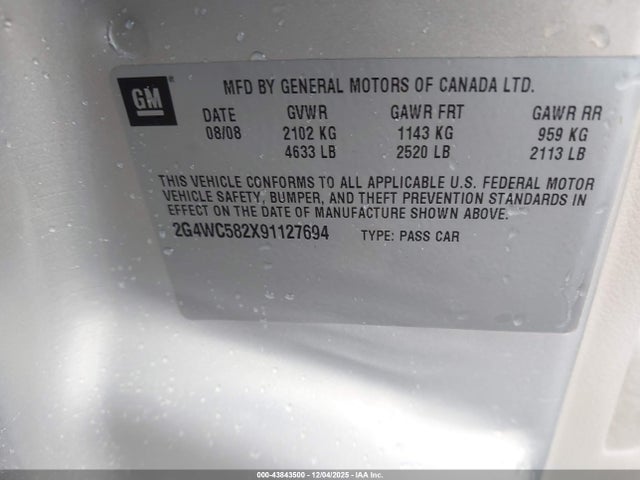 GM
MFD BY GENERAL MOTORS OF CANADA LTD.
DATE GVWR GAWR FRT GAWR RR
08/08 2102 KG 1143 KG 959 KG
4633 LB 2520 LB 2113 LB
THIS VEHICLE CONFORMS TO ALL APPLICABLE U.S. FEDERAL MOTOR
VEHICLE SAFETY, BUMPER, AND THEFT PREVENTION STANDARDS IN
EFFECT ON THE DATE OF MANUFACTURE SHOWN ABOVE.
2G4WC582X91127694 TYPE: PASS CAR
000-43843500 - 12/04/2025 - IAA Inc.